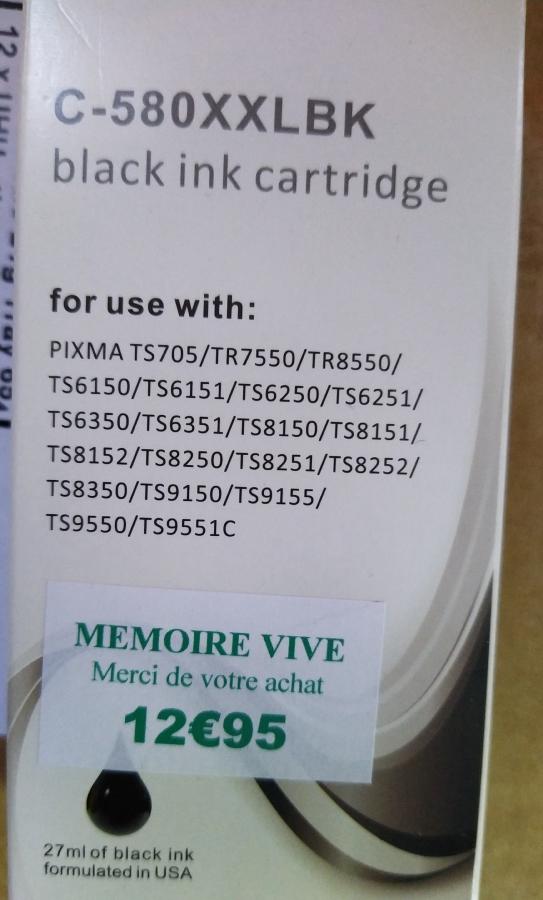 C-580XXLBK
black ink cartridge
for use with:
PIXMA TS705/TR7550/TR8550/
TS6150/TS6151/TS6250/TS6251/
TS6350/TS6351/TS8150/TS8151/
TS8152/TS8250/TS8251/TS8252/
TS8350/TS9150/TS9155/
TS9550/TS9551C
MEMOIRE VIVE
Merci de votre achat
12€95
27ml of black ink
formulated in USA